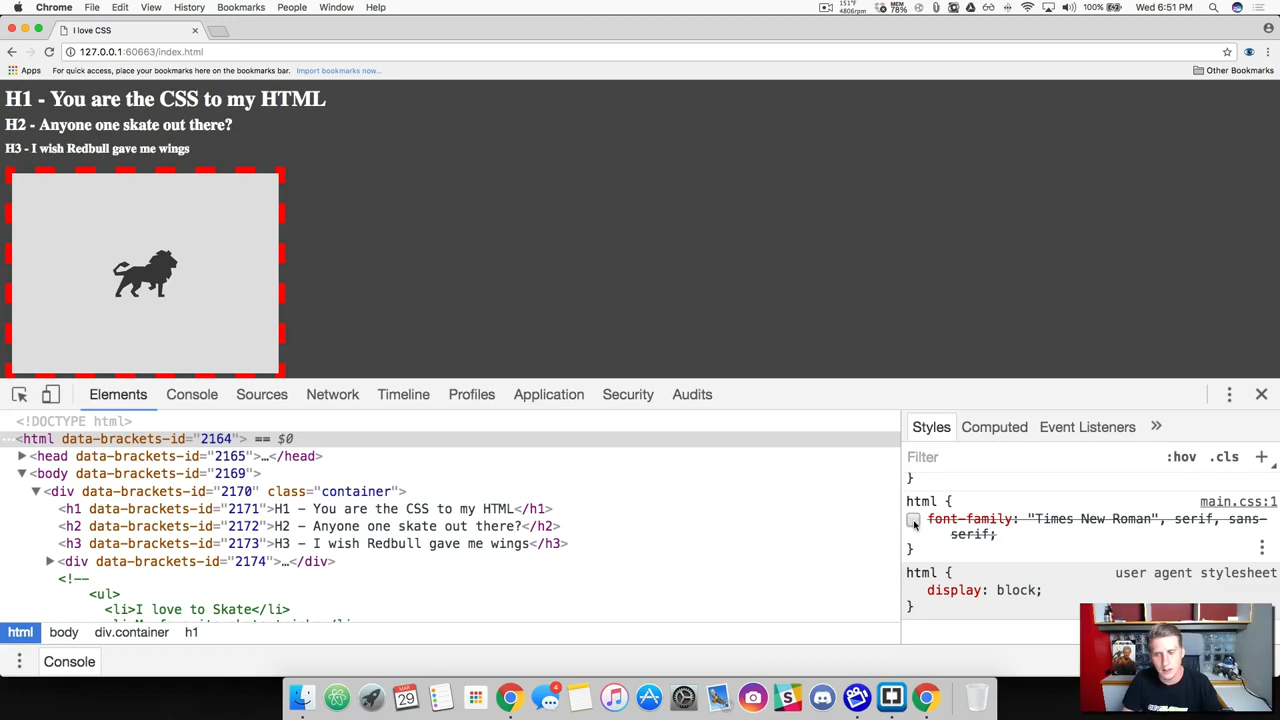 Chrome File Edit View History Bookmarks People Window Help 151°F 4806rpm MEM 78% 100% Wed 6:51 PM
I love CSS
127.0.0.1:60663/index.html
Apps For quick access, place your bookmarks here on the bookmarks bar. Import bookmarks now... Other Bookmarks
H1 - You are the CSS to my HTML
H2 - Anyone one skate out there?
H3 - I wish Redbull gave me wings
Elements Console Sources Network Timeline Profiles Application Security Audits
<!DOCTYPE html>
<html data-brackets-id="2164"> == $0
<head data-brackets-id="2165">…</head>
<body data-brackets-id="2169">
<div data-brackets-id="2170" class="container">
<h1 data-brackets-id="2171">H1 - You are the CSS to my HTML</h1>
<h2 data-brackets-id="2172">H2 - Anyone one skate out there?</h2>
<h3 data-brackets-id="2173">H3 - I wish Redbull gave me wings</h3>
<div data-brackets-id="2174">…</div>
<!--
<ul>
<li>I love to Skate</li>
html body div.container h1
Styles Computed Event Listeners »
Filter :hov .cls +
}
html { main.css:1
font-family: "Times New Roman", serif, sans-
serif;
}
html { user agent stylesheet
display: block;
}
Console
MAR
29
4